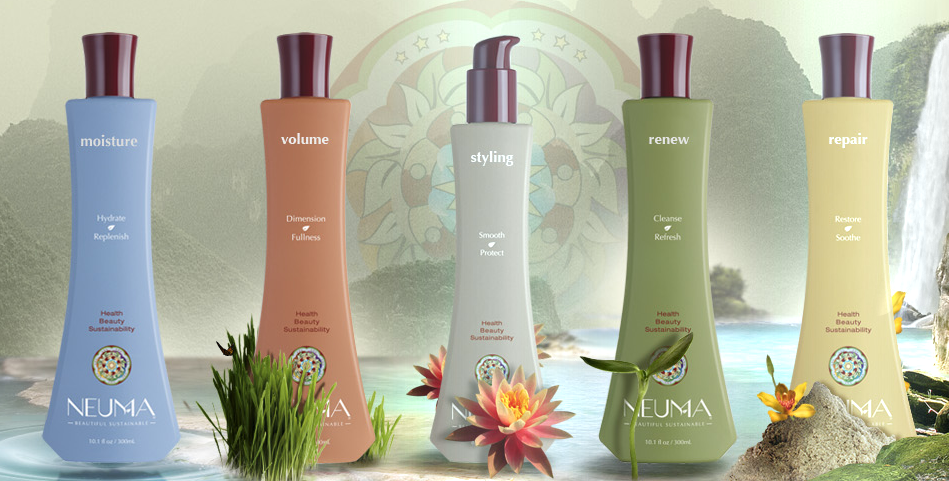 moisture
Hydrate
Replenish
Health
Beauty
Sustainability
NEUMA
BEAUTIFUL SUSTAINABLE
10.1 fl oz / 300mL
volume
Dimension
Fullness
Health
Beauty
Sustainability
MA
styling
Smooth
Protect
Health
Beauty
Sustainability
N
renew
Cleanse
Refresh
Health
Beauty
Sustainability
NEUMA
10.1 fl oz / 300mL
repair
Restore
Soothe
Health
Beauty
Sustainability
MA